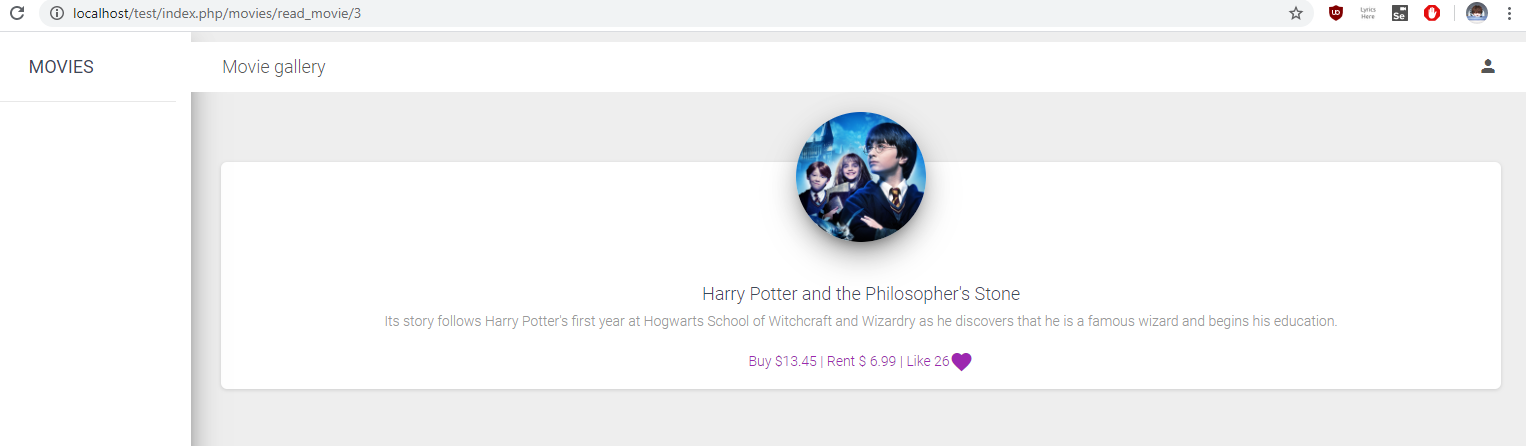 localhost/test/index.php/movies/read_movie/3
UO
Lyrics
Here
Se
MOVIES
Movie gallery
Harry Potter and the Philosopher's Stone
Its story follows Harry Potter's first year at Hogwarts School of Witchcraft and Wizardry as he discovers that he is a famous wizard and begins his education.
Buy $13.45 | Rent $ 6.99 | Like 26